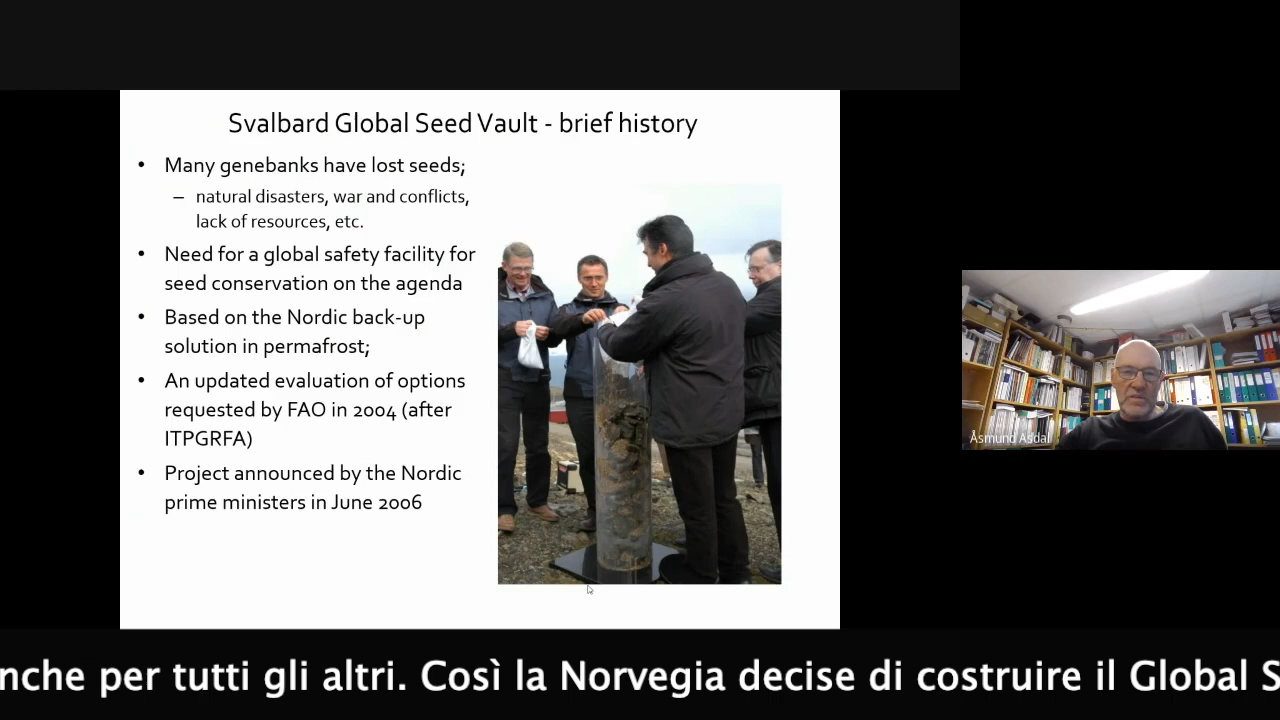 Svalbard Global Seed Vault - brief history
• Many genebanks have lost seeds;
– natural disasters, war and conflicts,
lack of resources, etc.
• Need for a global safety facility for
seed conservation on the agenda
• Based on the Nordic back-up
solution in permafrost;
• An updated evaluation of options
requested by FAO in 2004 (after
ITPGRFA)
• Project announced by the Nordic
prime ministers in June 2006
Åsmund Asdal
nche per tutti gli altri. Così la Norvegia decise di costruire il Global S